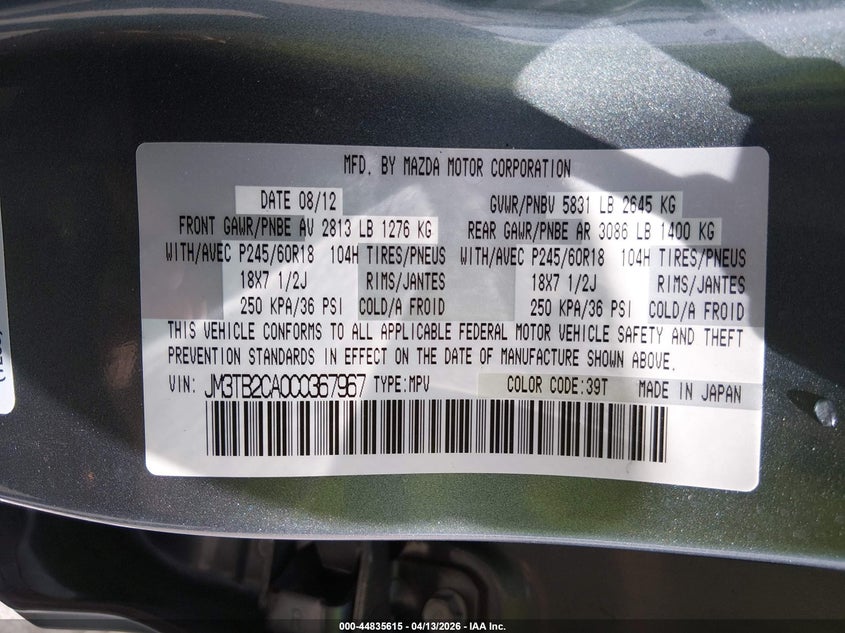 MFD. BY MAZDA MOTOR CORPORATION
DATE 08/12 GVWR/PNBV 5831 LB 2645 KG
FRONT GAWR/PNBE AV 2813 LB 1276 KG REAR GAWR/PNBE AR 3086 LB 1400 KG
WITH/AVEC P245/60R18 104H TIRES/PNEUS WITH/AVEC P245/60R18 104H TIRES/PNEUS
18X7 1/2J RIMS/JANTES 18X7 1/2J RIMS/JANTES
250 KPA/36 PSI COLD/A FROID 250 KPA/36 PSI COLD/A FROID
THIS VEHICLE CONFORMS TO ALL APPLICABLE FEDERAL MOTOR VEHICLE SAFETY AND THEFT
PREVENTION STANDARDS IN EFFECT ON THE DATE OF MANUFACTURE SHOWN ABOVE.
VIN: JM3TB2CA0C0367967 TYPE:MPV COLOR CODE:39T MADE IN JAPAN
000-44835615 - 04/13/2026 - IAA Inc.